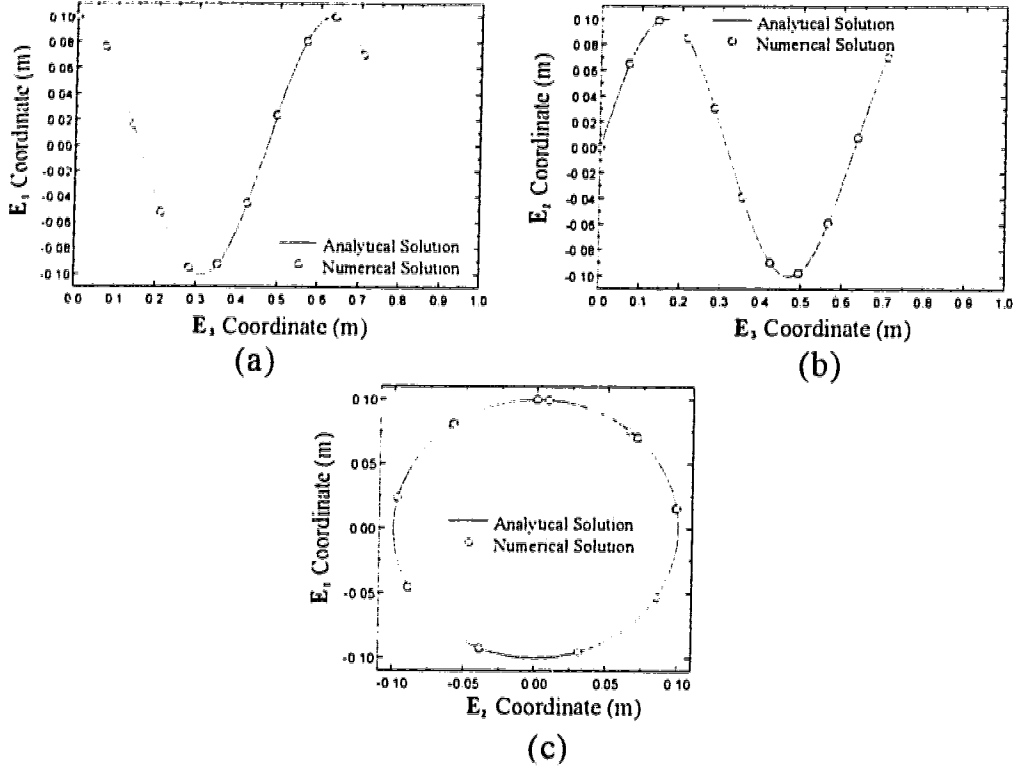 0 10
0 08
0 06
0 04
0 02
0 00
-0 02
-0 04
-0 06
-0 08
-0 10
E₁ Coordinate (m)
Analytical Solution
Numerical Solution
0.0 0.1 0.2 0.3 0.4 0.5 0.6 0.7 0.8 0.9 1.0
E₃ Coordinate (m)
(a)
0.10
0 08
0 06
0 04
0 02
0.00
-0 02
-0 04
-0 06
-0 08
-0 10
E₂ Coordinate (m)
Analytical Solution
Numerical Solution
0.0 0.1 0.2 0.3 0.4 0.5 0.6 0.7 0 8 0 9 1 0
E₃ Coordinate (m)
(b)
0.10
0 05
0.00
-0.05
-0.10
E₁ Coordinate (m)
Analytical Solution
Numerical Solution
-0 10 -0.05 0.00 0.05 0.10
E₂ Coordinate (m)
(c)